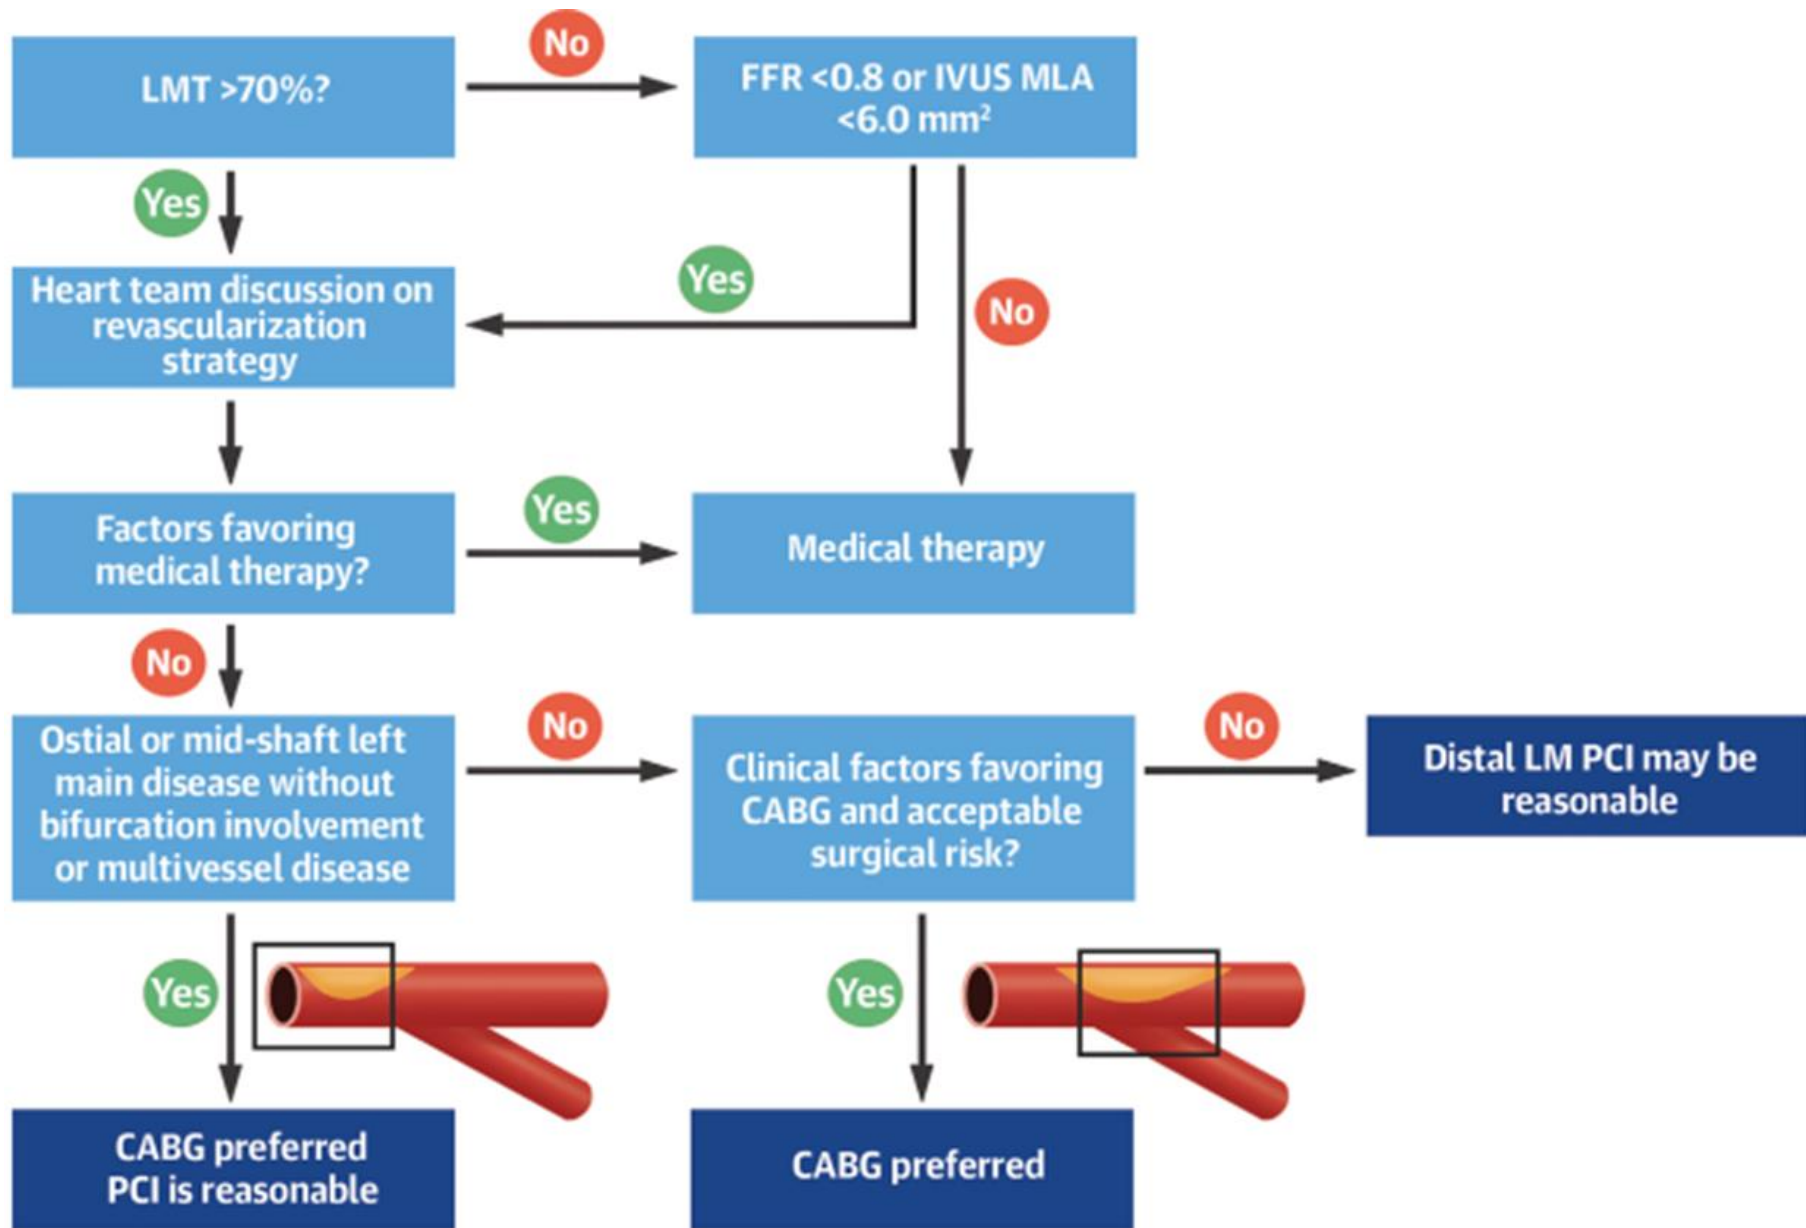 LMT >70%?
No
FFR <0.8 or IVUS MLA
<6.0 mm²
Yes
Heart team discussion on
revascularization
strategy
Yes
No
Factors favoring
medical therapy?
Yes
Medical therapy
No
Ostial or mid-shaft left
main disease without
bifurcation involvement
or multivessel disease
No
Clinical factors favoring
CABG and acceptable
surgical risk?
No
Distal LM PCI may be
reasonable
Yes
Yes
CABG preferred
PCI is reasonable
CABG preferred